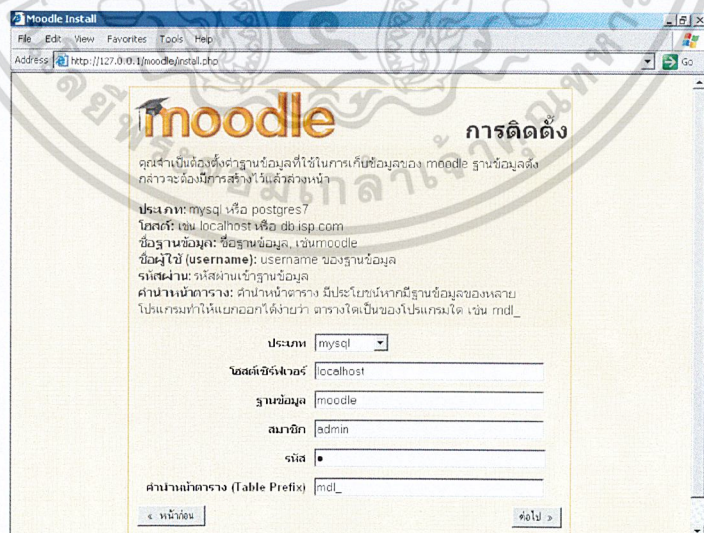 Moodle Install
File Edit View Favorites Tools Help
Address http://127.0.0.1/moodle/install.php Go
moodle
การติดตั้ง
คุณจำเป็นต้องตั้งค่าฐานข้อมูลที่ใช้ในการเก็บข้อมูลของ moodle ฐานข้อมูลดัง
กล่าวจะต้องมีการสร้างไว้แล้วล่วงหน้า
ประเภท: mysql หรือ postgres7
โฮสต์: เช่น localhost หรือ db.isp.com
ชื่อฐานข้อมูล: ชื่อฐานข้อมูล, เช่นmoodle
ชื่อผู้ใช้ (username): username ของฐานข้อมูล
รหัสผ่าน: รหัสผ่านเข้าฐานข้อมูล
คำนำหน้าตาราง: คำนำหน้าตาราง มีประโยชน์หากมีฐานข้อมูลของหลาย
โปรแกรมทำให้แยกออกได้ง่ายว่า ตารางใดเป็นของโปรแกรมใด เช่น mdl_
ประเภท mysql
โฮสต์เซิร์ฟเวอร์ localhost
ฐานข้อมูล moodle
สมาชิก admin
รหัส •
คำนำหน้าตาราง (Table Prefix) mdl_
« หน้าก่อน ต่อไป »